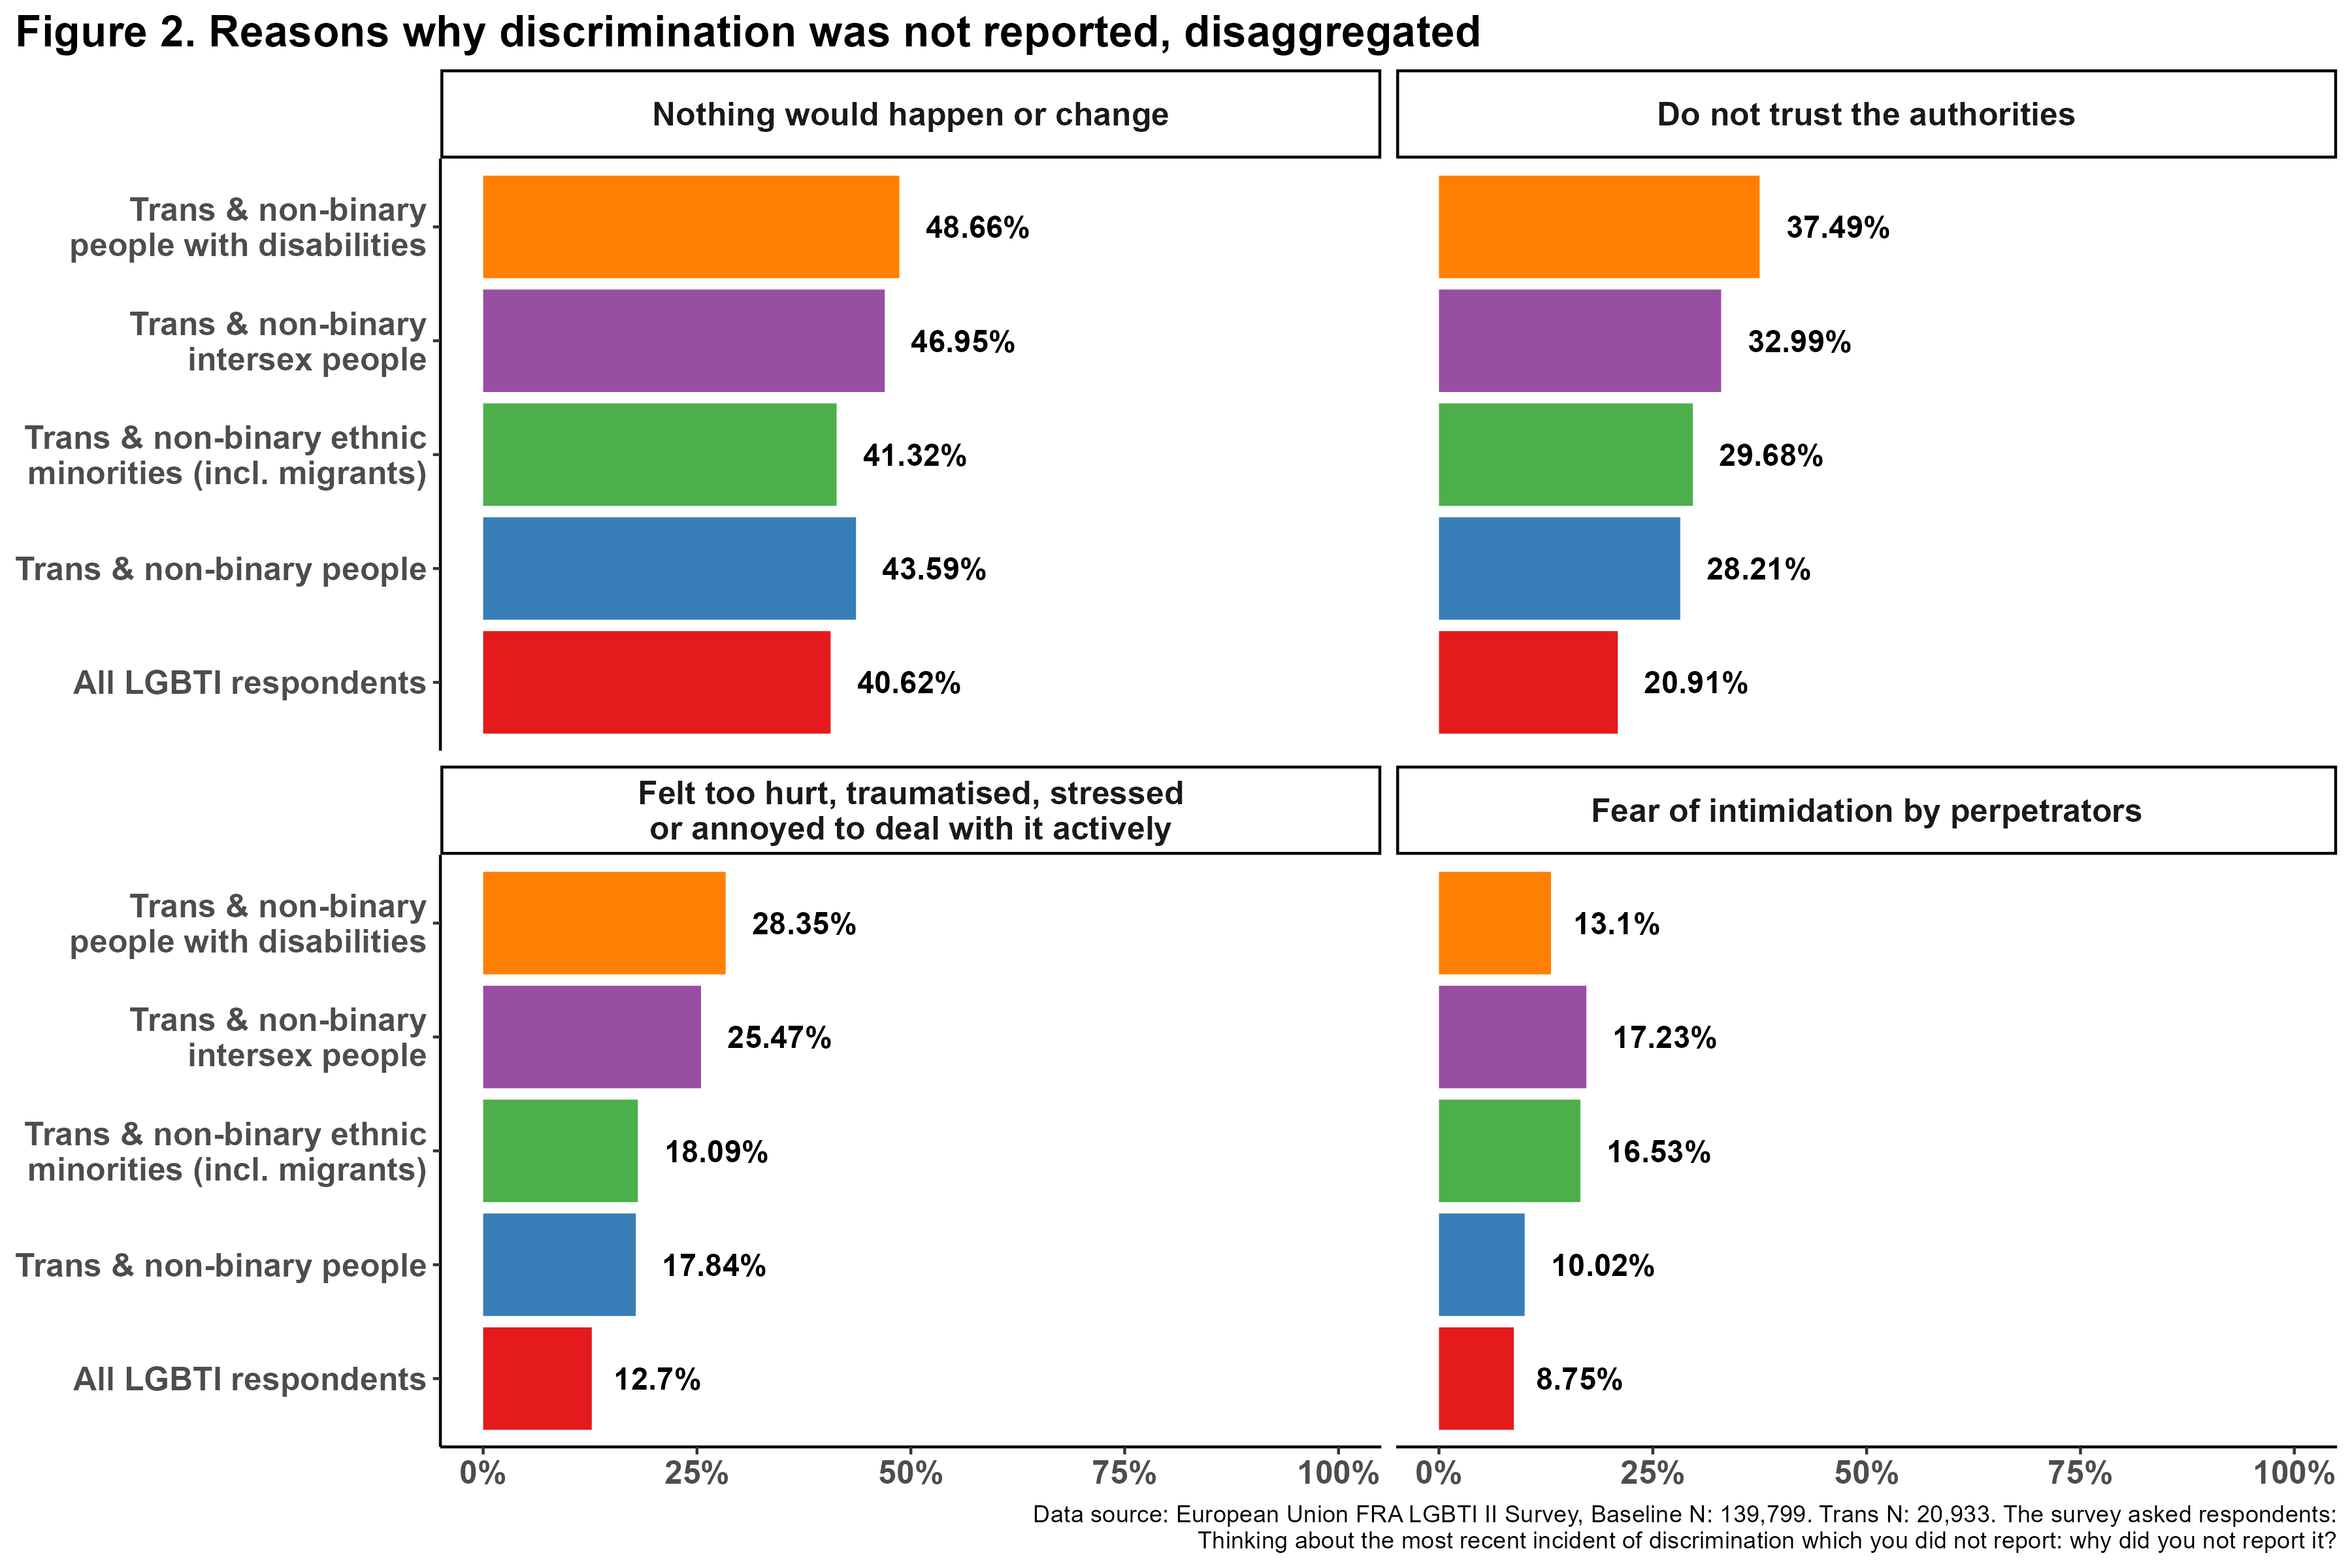 Figure 2. Reasons why discrimination was not reported, disaggregated
Nothing would happen or change
Trans & non-binary
people with disabilities
48.66%
Trans & non-binary
intersex people
46.95%
Trans & non-binary ethnic
minorities (incl. migrants)
41.32%
Trans & non-binary people
43.59%
All LGBTI respondents
40.62%
Do not trust the authorities
37.49%
32.99%
29.68%
28.21%
20.91%
Felt too hurt, traumatised, stressed
or annoyed to deal with it actively
Trans & non-binary
people with disabilities
28.35%
Trans & non-binary
intersex people
25.47%
Trans & non-binary ethnic
minorities (incl. migrants)
18.09%
Trans & non-binary people
17.84%
All LGBTI respondents
12.7%
0% 25% 50% 75% 100%
Fear of intimidation by perpetrators
13.1%
17.23%
16.53%
10.02%
8.75%
0% 25% 50% 75% 100%
Data source: European Union FRA LGBTI II Survey, Baseline N: 139,799. Trans N: 20,933. The survey asked respondents:
Thinking about the most recent incident of discrimination which you did not report: why did you not report it?